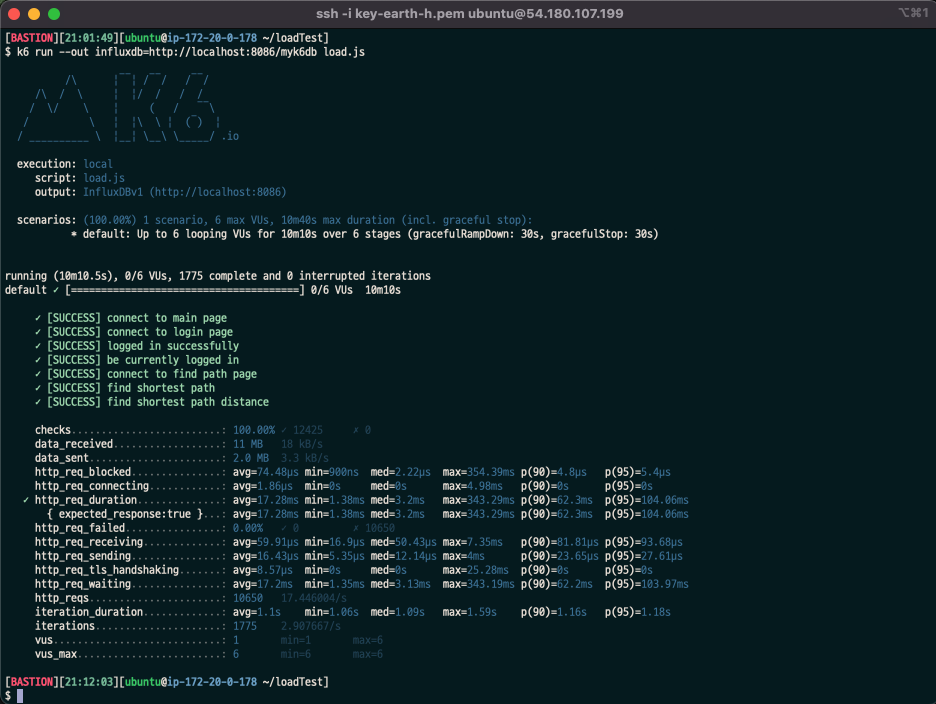 ssh -i key-earth-h.pem ubuntu@54.180.107.199
⌥⌘1
[BASTION][21:01:49][ubuntu@ip-172-20-0-178 ~/loadTest]
$ k6 run --out influxdb=http://localhost:8086/myk6db load.js
.io
execution: local
script: load.js
output: InfluxDBv1 (http://localhost:8086)
scenarios: (100.00%) 1 scenario, 6 max VUs, 10m40s max duration (incl. graceful stop):
* default: Up to 6 looping VUs for 10m10s over 6 stages (gracefulRampDown: 30s, gracefulStop: 30s)
running (10m10.5s), 0/6 VUs, 1775 complete and 0 interrupted iterations
default ✓ [======================================] 0/6 VUs  10m10s
✓ [SUCCESS] connect to main page
✓ [SUCCESS] connect to login page
✓ [SUCCESS] logged in successfully
✓ [SUCCESS] be currently logged in
✓ [SUCCESS] connect to find path page
✓ [SUCCESS] find shortest path
✓ [SUCCESS] find shortest path distance
checks.........................: 100.00% ✓ 12425 ✗ 0
data_received..................: 11 MB 18 kB/s
data_sent......................: 2.0 MB 3.3 kB/s
http_req_blocked...............: avg=74.48µs min=900ns med=2.22µs max=354.39ms p(90)=4.8µs p(95)=5.4µs
http_req_connecting............: avg=1.86µs min=0s med=0s max=4.98ms p(90)=0s p(95)=0s
✓ http_req_duration..............: avg=17.28ms min=1.38ms med=3.2ms max=343.29ms p(90)=62.3ms p(95)=104.06ms
{ expected_response:true }...: avg=17.28ms min=1.38ms med=3.2ms max=343.29ms p(90)=62.3ms p(95)=104.06ms
http_req_failed................: 0.00% ✓ 0 ✗ 10650
http_req_receiving.............: avg=59.91µs min=16.9µs med=50.43µs max=7.35ms p(90)=81.81µs p(95)=93.68µs
http_req_sending...............: avg=16.43µs min=5.35µs med=12.14µs max=4ms p(90)=23.65µs p(95)=27.61µs
http_req_tls_handshaking.......: avg=8.57µs min=0s med=0s max=25.28ms p(90)=0s p(95)=0s
http_req_waiting...............: avg=17.2ms min=1.35ms med=3.13ms max=343.19ms p(90)=62.2ms p(95)=103.97ms
http_reqs......................: 10650 17.446004/s
iteration_duration.............: avg=1.1s min=1.06s med=1.09s max=1.59s p(90)=1.16s p(95)=1.18s
iterations.....................: 1775 2.907667/s
vus............................: 1 min=1 max=6
vus_max........................: 6 min=6 max=6
[BASTION][21:12:03][ubuntu@ip-172-20-0-178 ~/loadTest]
$